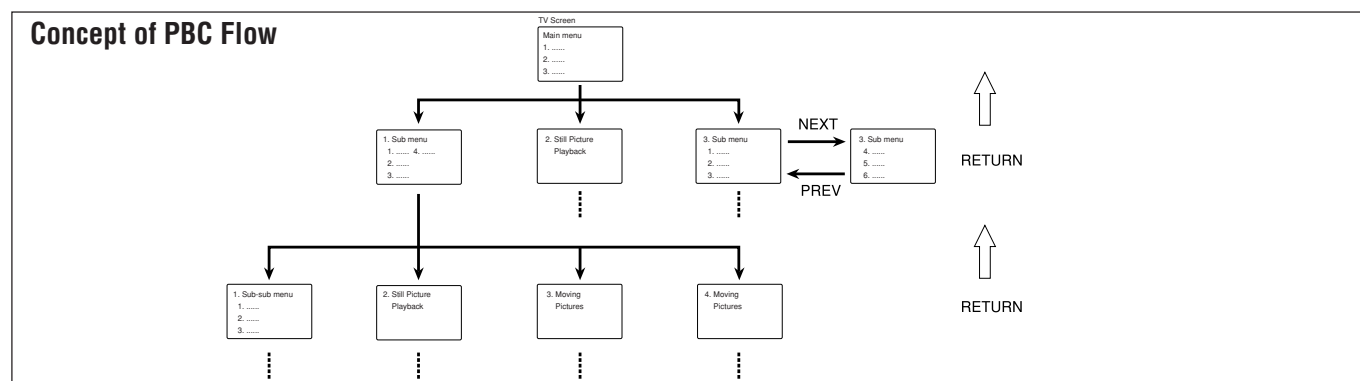 Concept of PBC Flow
TV Screen
Main menu
1. ......
2. ......
3. ......
1. Sub menu
1. ...... 4. ......
2. ......
3. ......
2. Still Picture
Playback
3. Sub menu
1. ......
2. ......
3. ......
NEXT
PREV
3. Sub menu
4. ......
5. ......
6. ......
RETURN
1. Sub-sub menu
1. ......
2. ......
3. ......
2. Still Picture
Playback
3. Moving
Pictures
4. Moving
Pictures
RETURN